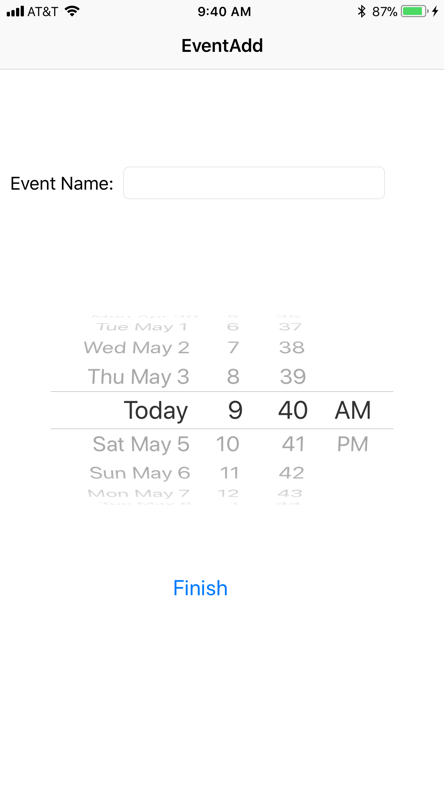 AT&T 9:40 AM 87%
EventAdd
Event Name:
Tue May 1 6 37
Wed May 2 7 38
Thu May 3 8 39
Today 9 40 AM
Sat May 5 10 41 PM
Sun May 6 11 42
Mon May 7 12 43
Finish